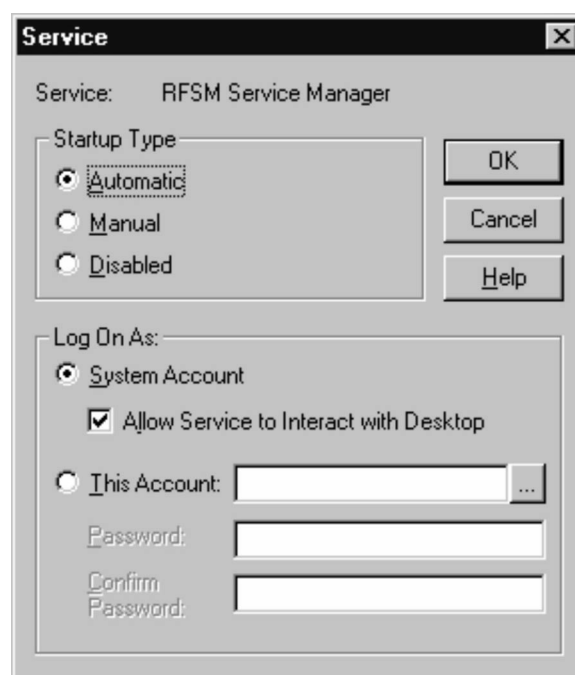 Service
Service: RFSM Service Manager
Startup Type
Automatic
Manual
Disabled
OK
Cancel
Help
Log On As:
System Account
Allow Service to Interact with Desktop
This Account:
...
Password:
Confirm
Password: